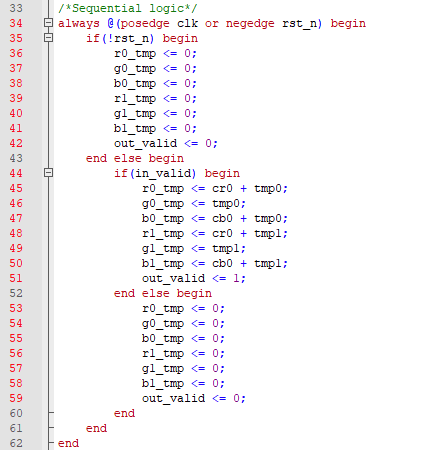 33 /*Sequential logic*/
34 always @(posedge clk or negedge rst_n) begin
35     if(!rst_n) begin
36         r0_tmp <= 0;
37         g0_tmp <= 0;
38         b0_tmp <= 0;
39         r1_tmp <= 0;
40         g1_tmp <= 0;
41         b1_tmp <= 0;
42         out_valid <= 0;
43     end else begin
44         if(in_valid) begin
45             r0_tmp <= cr0 + tmp0;
46             g0_tmp <= tmp0;
47             b0_tmp <= cb0 + tmp0;
48             r1_tmp <= cr0 + tmp1;
49             g1_tmp <= tmp1;
50             b1_tmp <= cb0 + tmp1;
51             out_valid <= 1;
52         end else begin
53             r0_tmp <= 0;
54             g0_tmp <= 0;
55             b0_tmp <= 0;
56             r1_tmp <= 0;
57             g1_tmp <= 0;
58             b1_tmp <= 0;
59             out_valid <= 0;
60         end
61     end
62 end